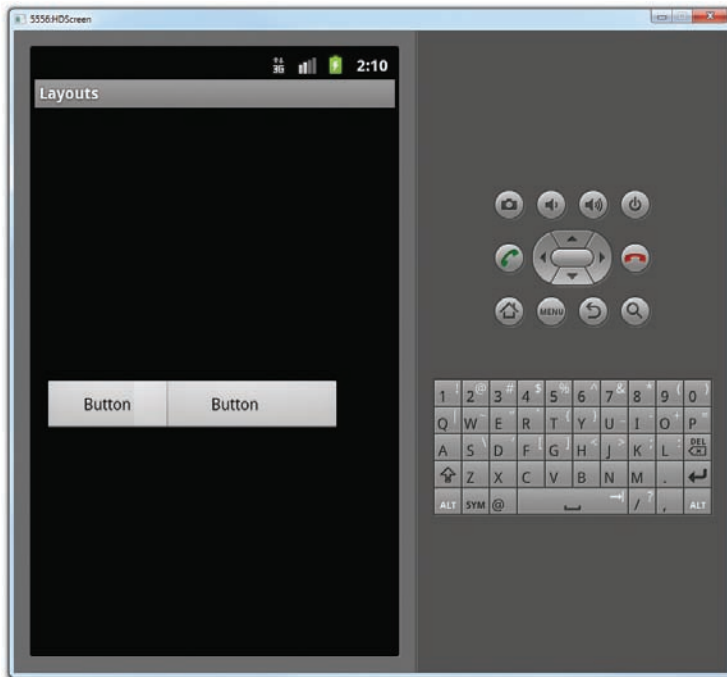 5556:HDScreen
3G 2:10
Layouts
Button Button
MENU
1 ! 2 @ 3 # 4 $ 5 % 6 ^ 7 & 8 * 9 ( 0 )
Q | W ~ E " R ` T { Y } U _ I - O + P "
A S \ D ' F [ G ] H < J > K ; L : DEL
Z X C V B N M .
ALT SYM @ / ? , ALT